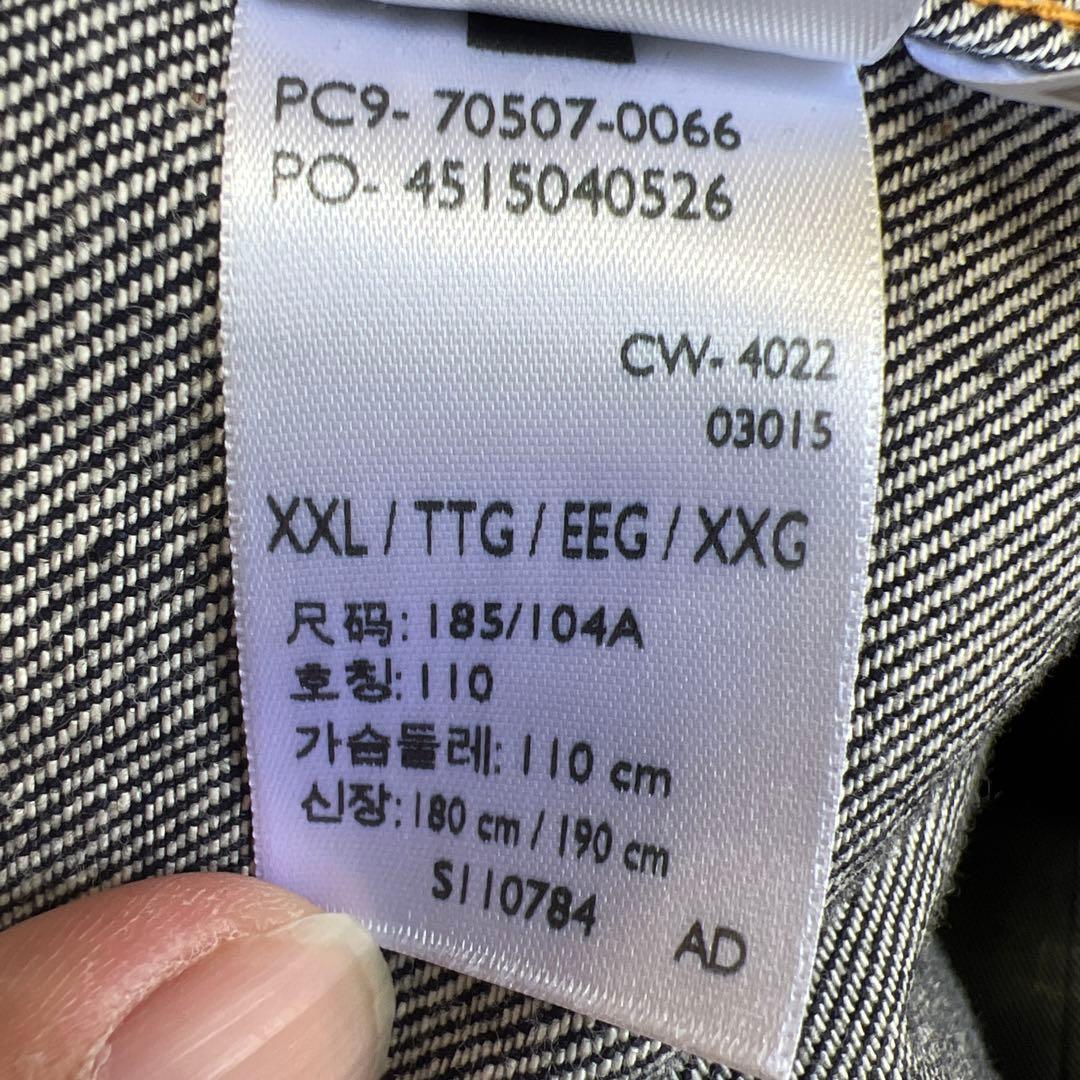 PC9- 70507-0066
PO- 4515040526
CW- 4022
03015
XXL / TTG / EEG / XXG
尺码: 185/104A
호칭: 110
가슴둘레: 110 cm
신장: 180 cm / 190 cm
S110784
AD